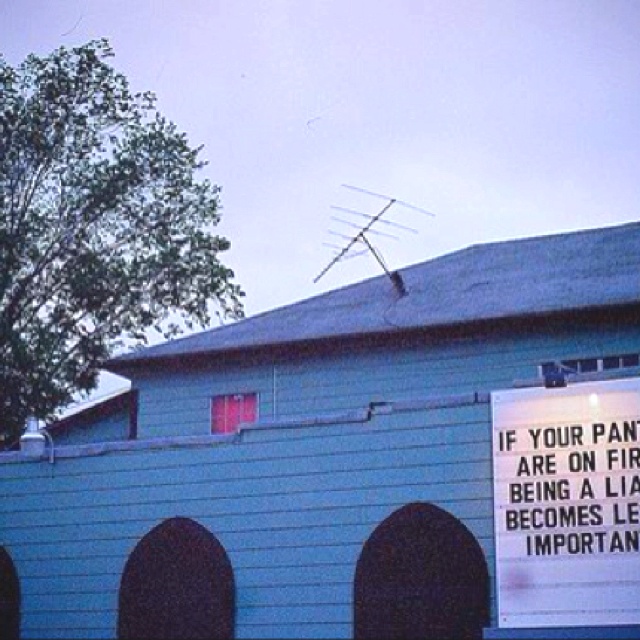 IF YOUR PANT
ARE ON FIR
BEING A LIA
BECOMES LE
IMPORTAN